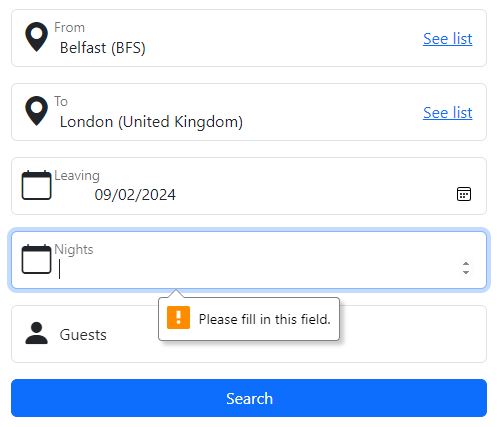 From
Belfast (BFS)
See list
To
London (United Kingdom)
See list
Leaving
09/02/2024
Nights
Please fill in this field.
Guests
Search